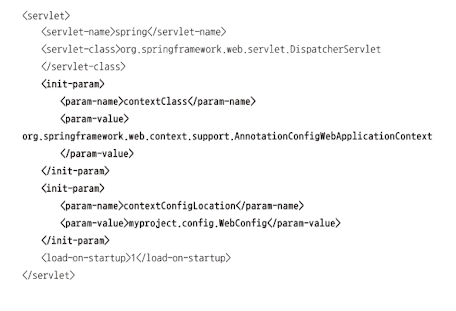 <servlet>
<servlet-name>spring</servlet-name>
<servlet-class>org.springframework.web.servlet.DispatcherServlet
</servlet-class>
<init-param>
<param-name>contextClass</param-name>
<param-value>
org.springframework.web.context.support.AnnotationConfigWebApplicationContext
</param-value>
</init-param>
<init-param>
<param-name>contextConfigLocation</param-name>
<param-value>myproject.config.WebConfig</param-value>
</init-param>
<load-on-startup>1</load-on-startup>
</servlet>